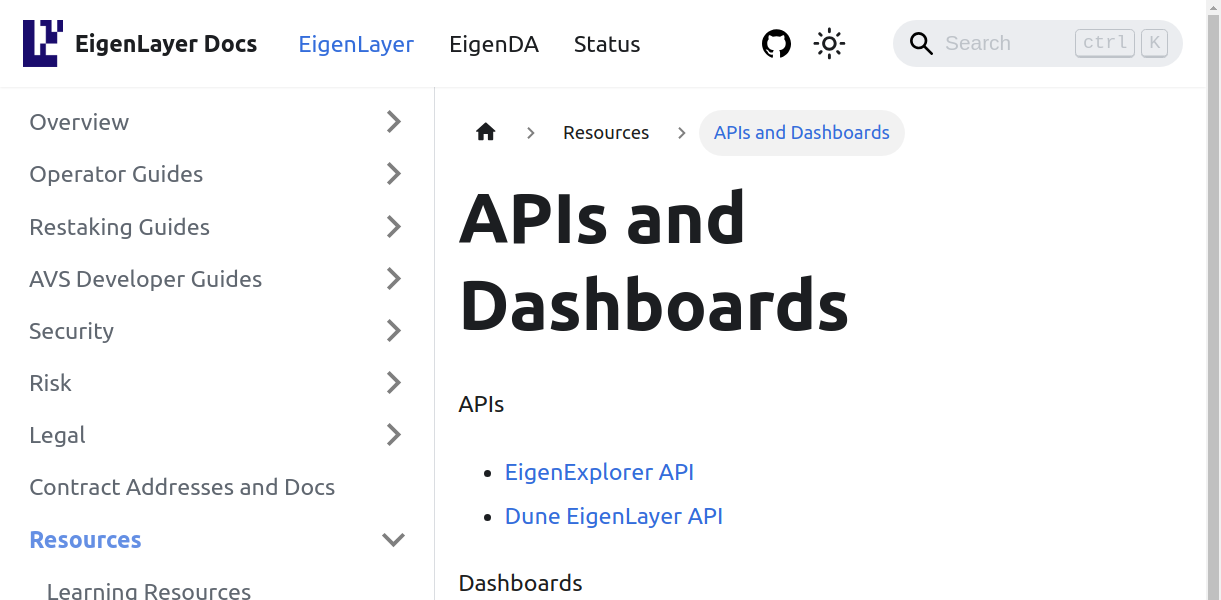 EigenLayer Docs EigenLayer EigenDA Status Search ctrl K
Overview
Operator Guides
Restaking Guides
AVS Developer Guides
Security
Risk
Legal
Contract Addresses and Docs
Resources
Learning Resources
Resources APIs and Dashboards
APIs and
Dashboards
APIs
EigenExplorer API
Dune EigenLayer API
Dashboards